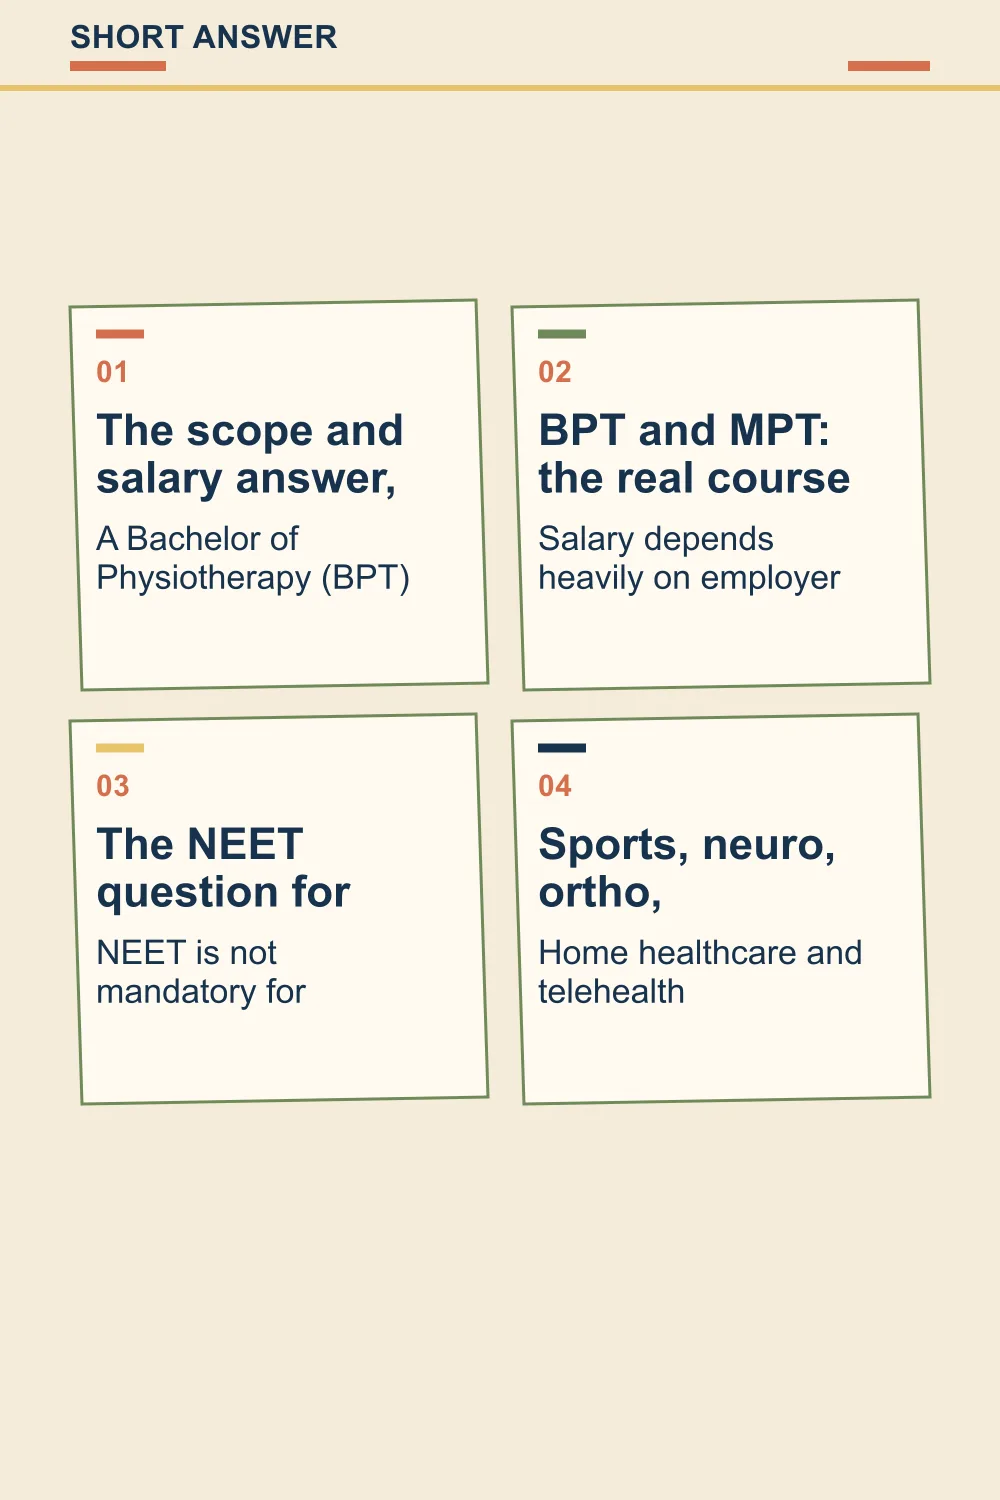 SHORT ANSWER
01
The scope and
salary answer,
A Bachelor of
Physiotherapy (BPT)
02
BPT and MPT:
the real course
Salary depends
heavily on employer
03
The NEET
question for
NEET is not
mandatory for
04
Sports, neuro,
ortho,
Home healthcare and
telehealth